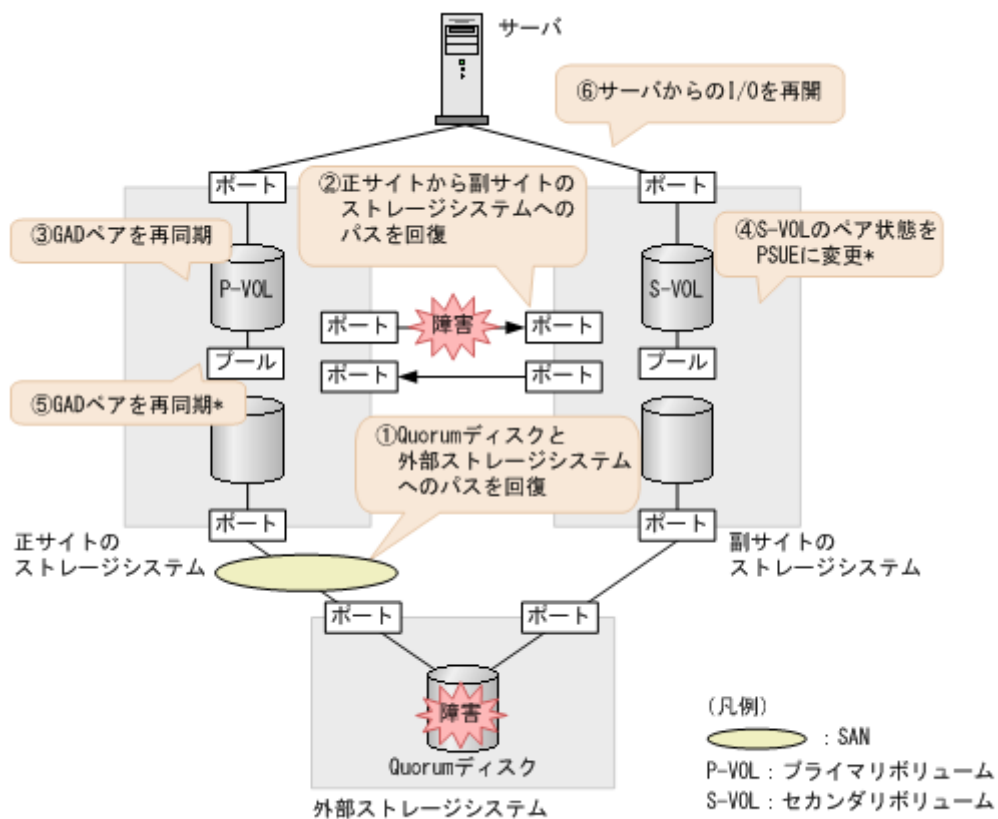 サーバ
⑥サーバからのI/Oを再開
ポート
ポート
②正サイトから副サイトの
ストレージシステムへの
パスを回復
③GADペアを再同期
④S-VOLのペア状態を
PSUEに変更*
P-VOL
S-VOL
ポート
障害
ポート
プール
プール
ポート
ポート
⑤GADペアを再同期*
①Quorumディスクと
外部ストレージシステム
へのパスを回復
ポート
ポート
正サイトの
ストレージシステム
副サイトの
ストレージシステム
ポート
ポート
障害
Quorumディスク
外部ストレージシステム
(凡例)
：SAN
P-VOL：プライマリボリューム
S-VOL：セカンダリボリューム